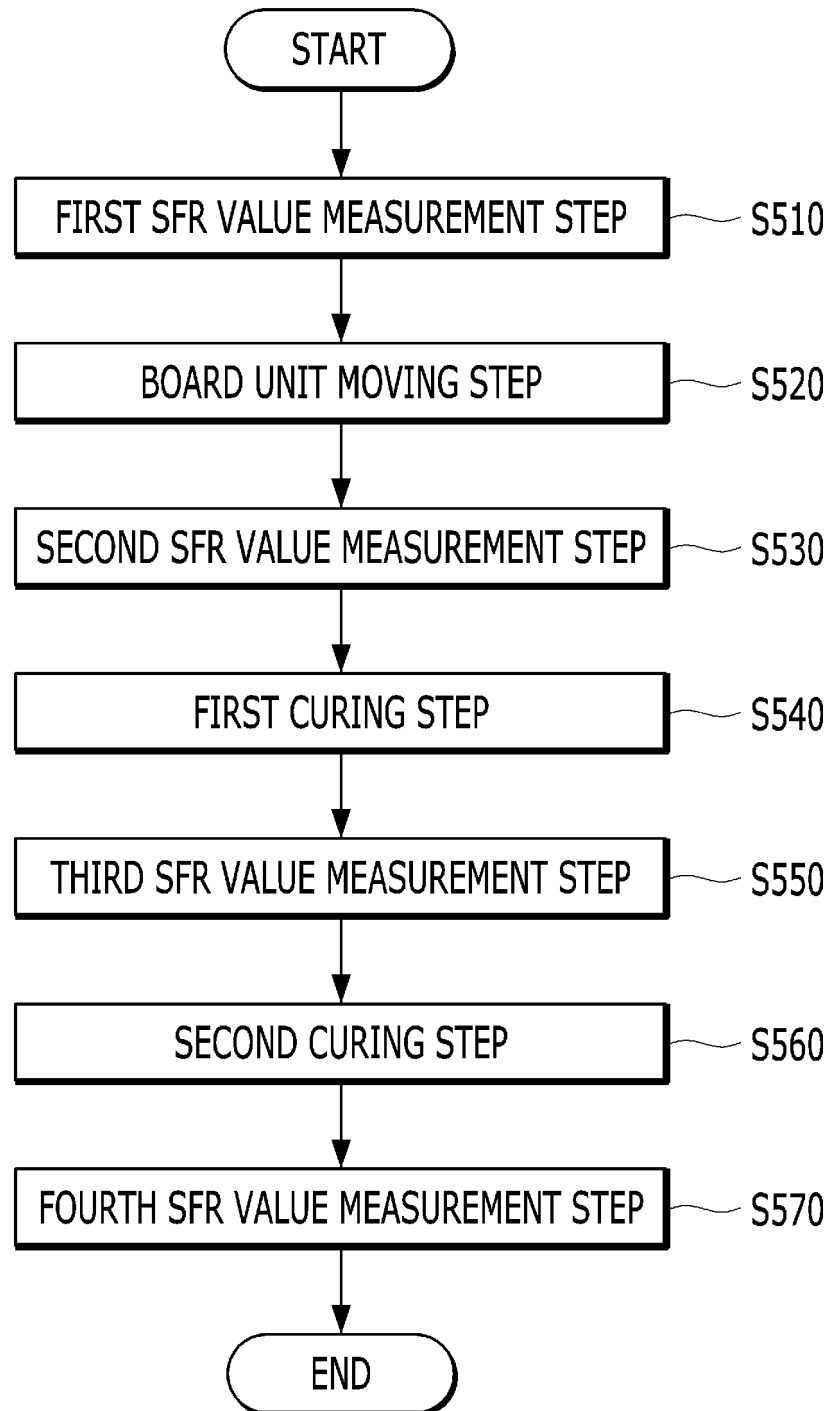 START
FIRST SFR VALUE MEASUREMENT STEP S510
BOARD UNIT MOVING STEP S520
SECOND SFR VALUE MEASUREMENT STEP S530
FIRST CURING STEP S540
THIRD SFR VALUE MEASUREMENT STEP S550
SECOND CURING STEP S560
FOURTH SFR VALUE MEASUREMENT STEP S570
END